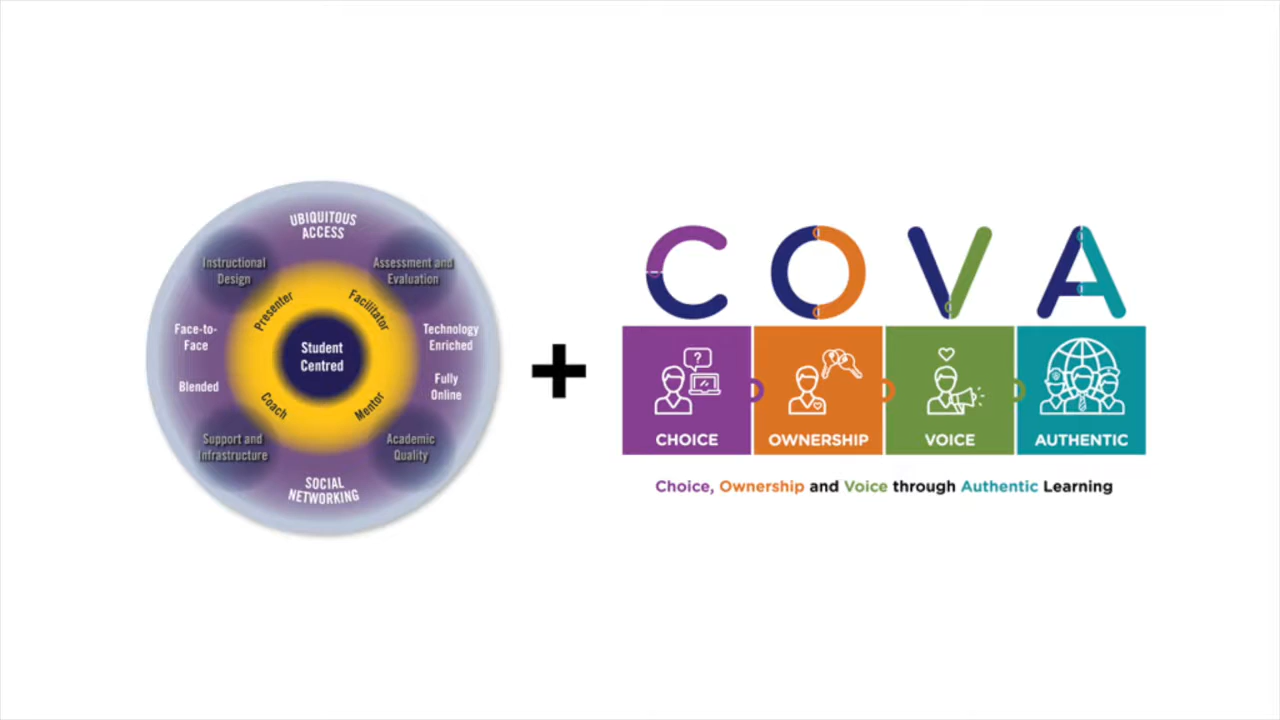 UBIQUITOUS
ACCESS
Instructional
Design
Assessment and
Evaluation
Presenter
Facilitator
Face-to-
Face
Technology
Enriched
Student
Centred
Blended
Fully
Online
Coach
Mentor
Support and
Infrastructure
Academic
Quality
SOCIAL
NETWORKING
+
C O V A
?
CHOICE
OWNERSHIP
VOICE
AUTHENTIC
Choice, Ownership and Voice through Authentic Learning